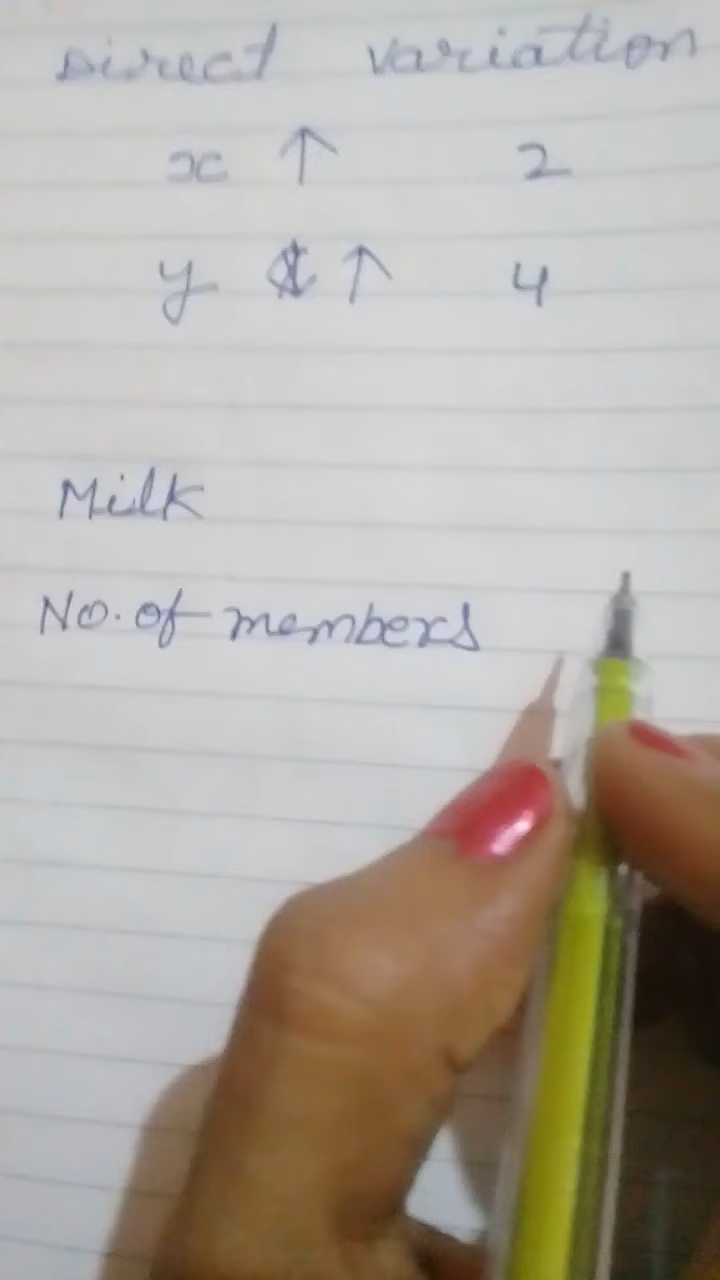 Direct variation
x ↑ 2
y ↑ 4
Milk
No. of members